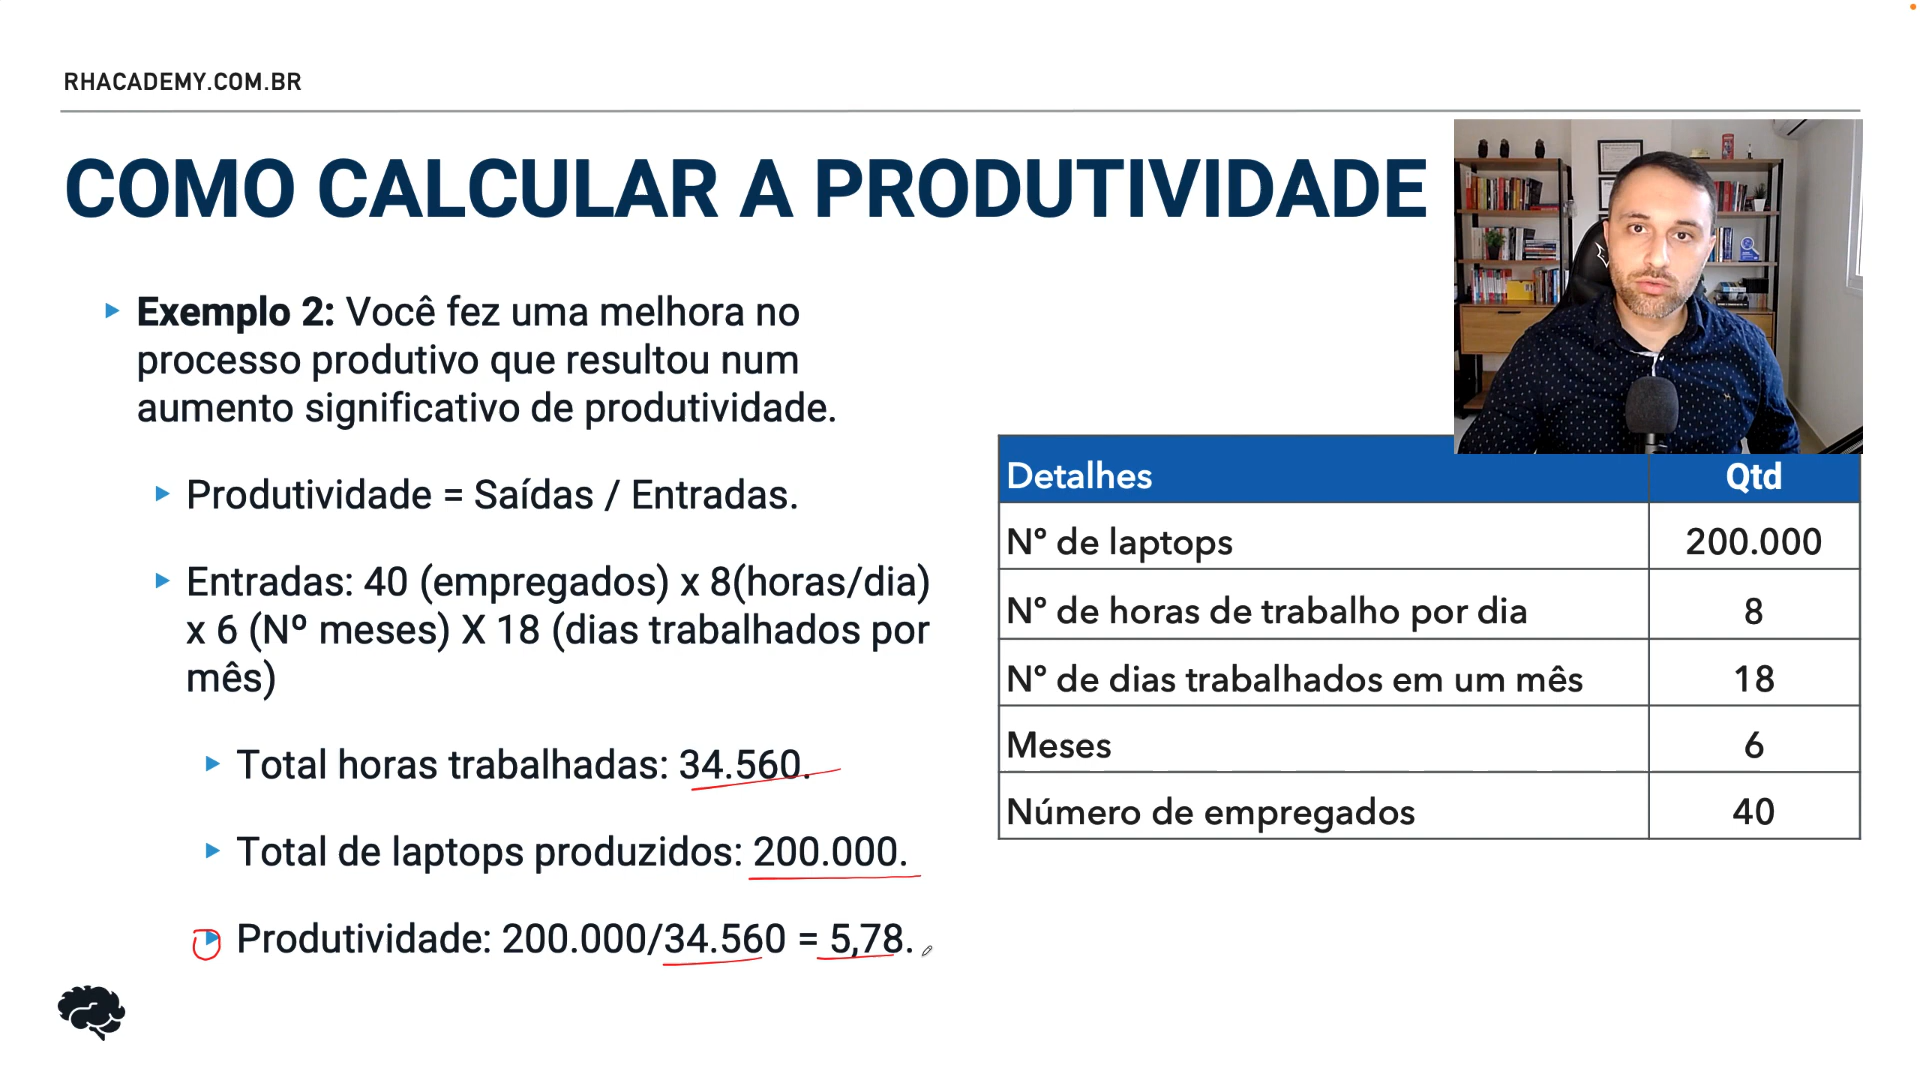 RHACADEMY.COM.BR
COMO CALCULAR A PRODUTIVIDADE
Exemplo 2: Você fez uma melhora no
processo produtivo que resultou num
aumento significativo de produtividade.
Produtividade = Saídas / Entradas.
Entradas: 40 (empregados) x 8(horas/dia)
x 6 (Nº meses) X 18 (dias trabalhados por
mês)
Total horas trabalhadas: 34.560.
Total de laptops produzidos: 200.000.
Produtividade: 200.000/34.560 = 5,78.
Detalhes Qtd
Nº de laptops 200.000
Nº de horas de trabalho por dia 8
Nº de dias trabalhados em um mês 18
Meses 6
Número de empregados 40